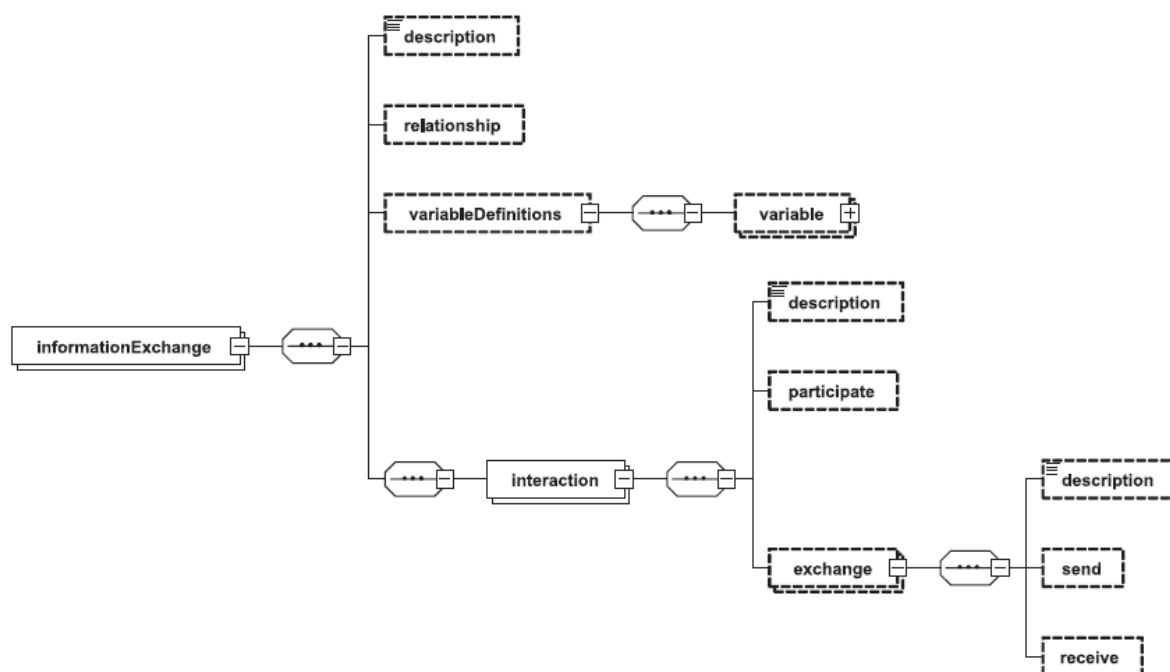 description
relationship
variableDefinitions
variable
description
informationExchange
participate
interaction
description
exchange
send
receive